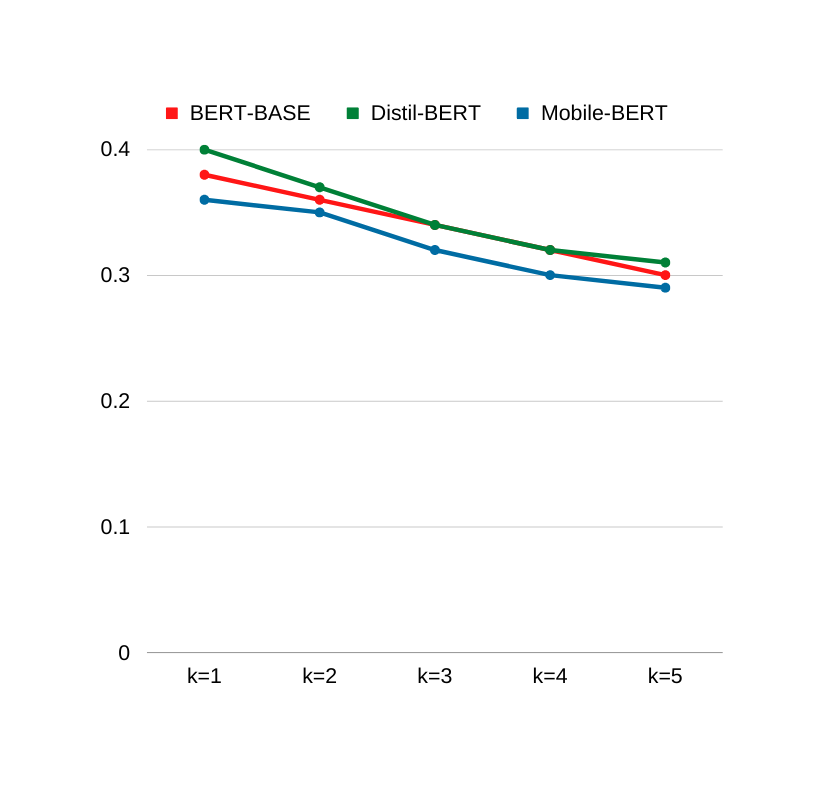 BERT-BASE Distil-BERT Mobile-BERT
0.4
0.3
0.2
0.1
0
k=1 k=2 k=3 k=4 k=5